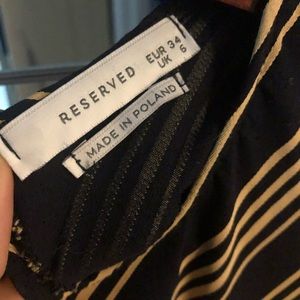 RESERVED
EUR 34
UK 6
MADE IN POLAND